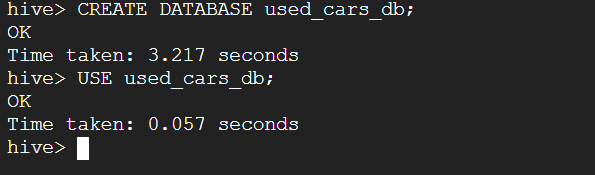 hive> CREATE DATABASE used_cars_db;
OK
Time taken: 3.217 seconds
hive> USE used_cars_db;
OK
Time taken: 0.057 seconds
hive>